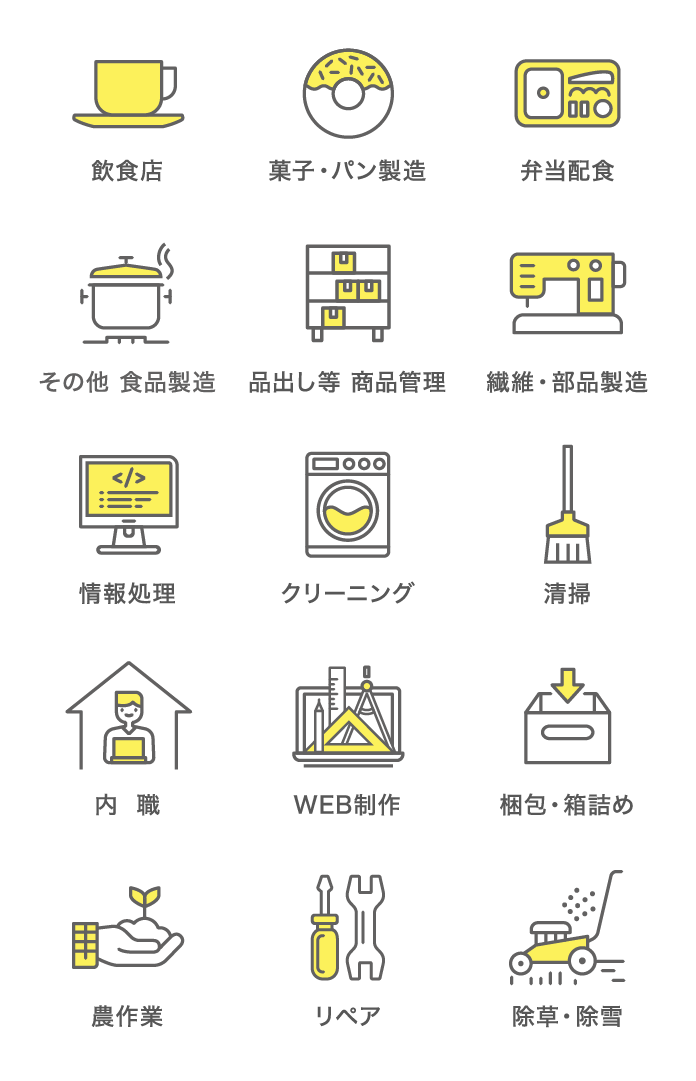 飲食店
菓子・パン製造
弁当配食
その他 食品製造
品出し等 商品管理
繊維・部品製造
</>
情報処理
クリーニング
清掃
内 職
WEB制作
梱包・箱詰め
農作業
リペア
除草・除雪